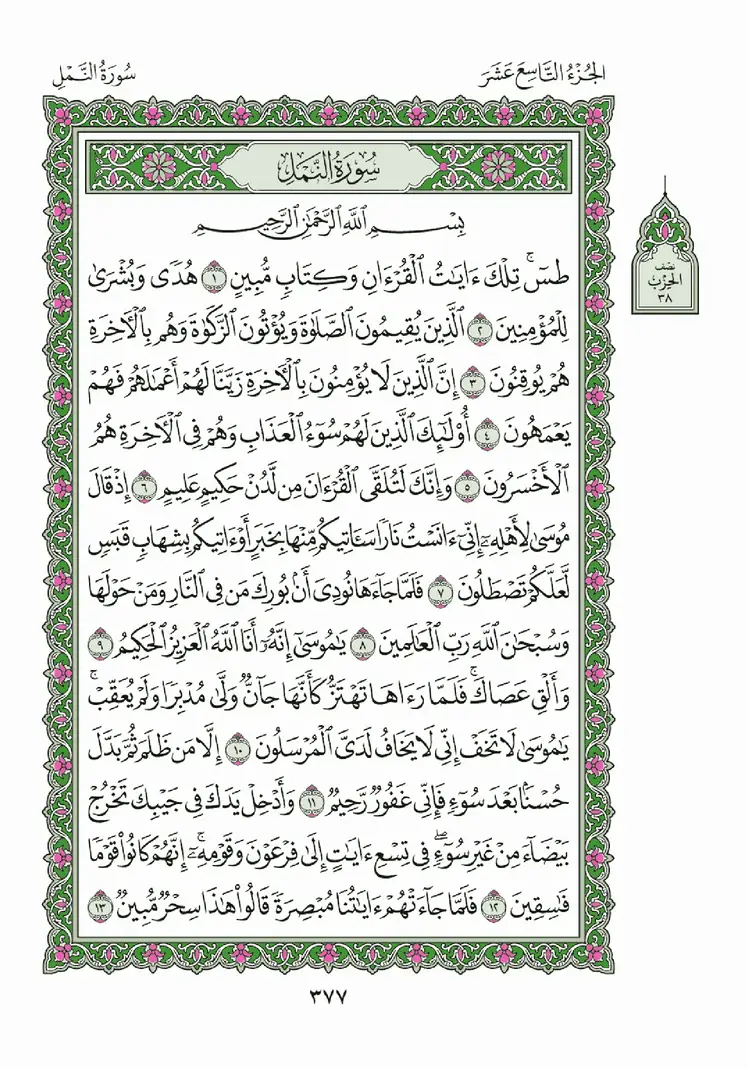 الجُزْءُ التَّاسِعَ عَشَرَ
سُورَةُ النَّمْلِ
سُورَةُ النَّمْلِ
بِسْمِ ٱللَّهِ ٱلرَّحْمَٰنِ ٱلرَّحِيمِ
طسٓۚ تِلْكَ ءَايَٰتُ ٱلْقُرْءَانِ وَكِتَابٍ مُّبِينٍ ١ هُدًى وَبُشْرَىٰ
لِلْمُؤْمِنِينَ ٢ ٱلَّذِينَ يُقِيمُونَ ٱلصَّلَوٰةَ وَيُؤْتُونَ ٱلزَّكَوٰةَ وَهُم بِٱلْءَاخِرَةِ
هُمْ يُوقِنُونَ ٣ إِنَّ ٱلَّذِينَ لَا يُؤْمِنُونَ بِٱلْءَاخِرَةِ زَيَّنَّا لَهُمْ أَعْمَٰلَهُمْ فَهُمْ
يَعْمَهُونَ ٤ أُو۟لَٰٓئِكَ ٱلَّذِينَ لَهُمْ سُوٓءُ ٱلْعَذَابِ وَهُمْ فِى ٱلْءَاخِرَةِ هُمُ
ٱلْأَخْسَرُونَ ٥ وَإِنَّكَ لَتُلَقَّى ٱلْقُرْءَانَ مِن لَّدُنْ حَكِيمٍ عَلِيمٍ ٦ إِذْ قَالَ
مُوسَىٰ لِأَهْلِهِۦٓ إِنِّىٓ ءَانَسْتُ نَارًا سَـَٔاتِيكُم مِّنْهَا بِخَبَرٍ أَوْ ءَاتِيكُم بِشِهَابٍ قَبَسٍ
لَّعَلَّكُمْ تَصْطَلُونَ ٧ فَلَمَّا جَآءَهَا نُودِىَ أَنۢ بُورِكَ مَن فِى ٱلنَّارِ وَمَنْ حَوْلَهَا
وَسُبْحَٰنَ ٱللَّهِ رَبِّ ٱلْعَٰلَمِينَ ٨ يَٰمُوسَىٰٓ إِنَّهُۥٓ أَنَا ٱللَّهُ ٱلْعَزِيزُ ٱلْحَكِيمُ ٩
وَأَلْقِ عَصَاكَۚ فَلَمَّا رَءَاهَا تَهْتَزُّ كَأَنَّهَا جَآنٌّ وَلَّىٰ مُدْبِرًا وَلَمْ يُعَقِّبْۚ
يَٰمُوسَىٰ لَا تَخَفْ إِنِّى لَا يَخَافُ لَدَىَّ ٱلْمُرْسَلُونَ ١٠ إِلَّا مَن ظَلَمَ ثُمَّ بَدَّلَ
حُسْنًۢا بَعْدَ سُوٓءٍ فَإِنِّى غَفُورٌ رَّحِيمٌ ١١ وَأَدْخِلْ يَدَكَ فِى جَيْبِكَ تَخْرُجْ
بَيْضَآءَ مِنْ غَيْرِ سُوٓءٍۖ فِى تِسْعِ ءَايَٰتٍ إِلَىٰ فِرْعَوْنَ وَقَوْمِهِۦٓۚ إِنَّهُمْ كَانُوا۟ قَوْمًا
فَٰسِقِينَ ١٢ فَلَمَّا جَآءَتْهُمْ ءَايَٰتُنَا مُبْصِرَةً قَالُوا۟ هَٰذَا سِحْرٌ مُّبِينٌ ١٣
نصف
الحزب
٣٨
٣٧٧